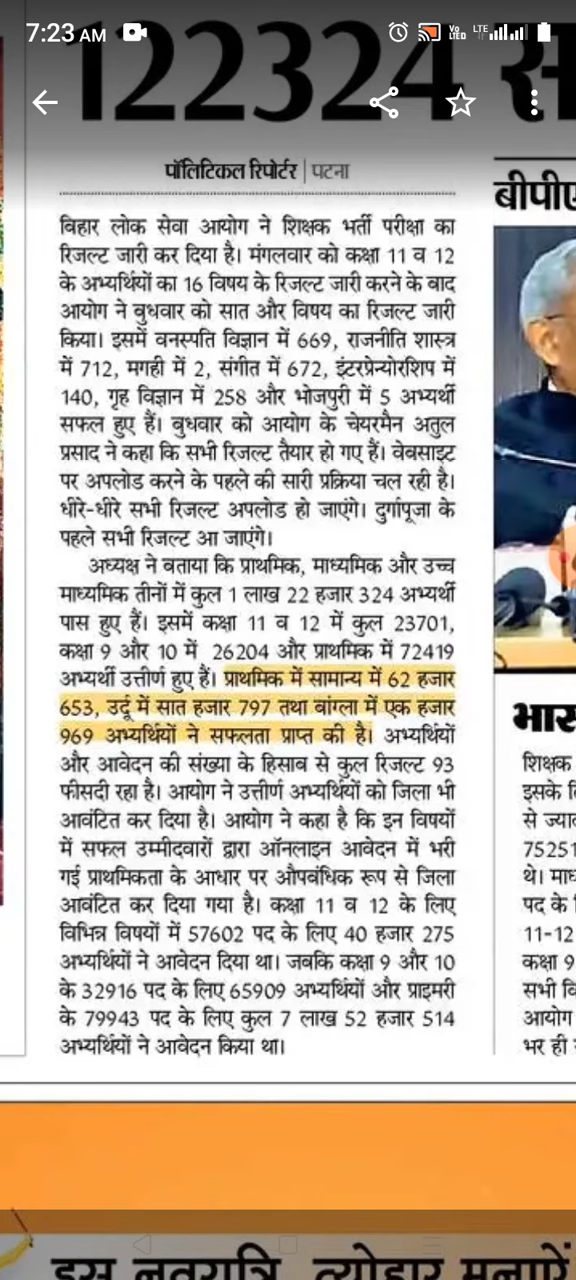 7:23 AM
Vo LTED LTE
122324 स
पॉलिटिकल रिपोर्टर | पटना
बिहार लोक सेवा आयोग ने शिक्षक भर्ती परीक्षा का
रिजल्ट जारी कर दिया है। मंगलवार को कक्षा 11 व 12
के अभ्यर्थियों का 16 विषय के रिजल्ट जारी करने के बाद
आयोग ने बुधवार को सात और विषय का रिजल्ट जारी
किया। इसमें वनस्पति विज्ञान में 669, राजनीति शास्त्र
में 712, मगही में 2, संगीत में 672, इंटरप्रेन्योरशिप में
140, गृह विज्ञान में 258 और भोजपुरी में 5 अभ्यर्थी
सफल हुए हैं। बुधवार को आयोग के चेयरमैन अतुल
प्रसाद ने कहा कि सभी रिजल्ट तैयार हो गए हैं। वेबसाइट
पर अपलोड करने के पहले की सारी प्रक्रिया चल रही है।
धीरे-धीरे सभी रिजल्ट अपलोड हो जाएंगे। दुर्गापूजा के
पहले सभी रिजल्ट आ जाएंगे।
अध्यक्ष ने बताया कि प्राथमिक, माध्यमिक और उच्च
माध्यमिक तीनों में कुल 1 लाख 22 हजार 324 अभ्यर्थी
पास हुए हैं। इसमें कक्षा 11 व 12 में कुल 23701,
कक्षा 9 और 10 में 26204 और प्राथमिक में 72419
अभ्यर्थी उत्तीर्ण हुए हैं। प्राथमिक में सामान्य में 62 हजार
653, उर्दू में सात हजार 797 तथा बांग्ला में एक हजार
969 अभ्यर्थियों ने सफलता प्राप्त की है। अभ्यर्थियों
और आवेदन की संख्या के हिसाब से कुल रिजल्ट 93
फीसदी रहा है। आयोग ने उत्तीर्ण अभ्यर्थियों को जिला भी
आवंटित कर दिया है। आयोग ने कहा है कि इन विषयों
में सफल उम्मीदवारों द्वारा ऑनलाइन आवेदन में भरी
गई प्राथमिकता के आधार पर औपबंधिक रूप से जिला
आवंटित कर दिया गया है। कक्षा 11 व 12 के लिए
विभिन्न विषयों में 57602 पद के लिए 40 हजार 275
अभ्यर्थियों ने आवेदन दिया था। जबकि कक्षा 9 और 10
के 32916 पद के लिए 65909 अभ्यर्थियों और प्राइमरी
के 79943 पद के लिए कुल 7 लाख 52 हजार 514
अभ्यर्थियों ने आवेदन किया था।
बीपीए
भार
शिक्षक
इसके लि
से ज्याद
75251
थे। माध
पद के लि
11-12
कक्षा 9
सभी वि
आयोग
भर ही
इस नवरात्रि, त्योहार मनाएं